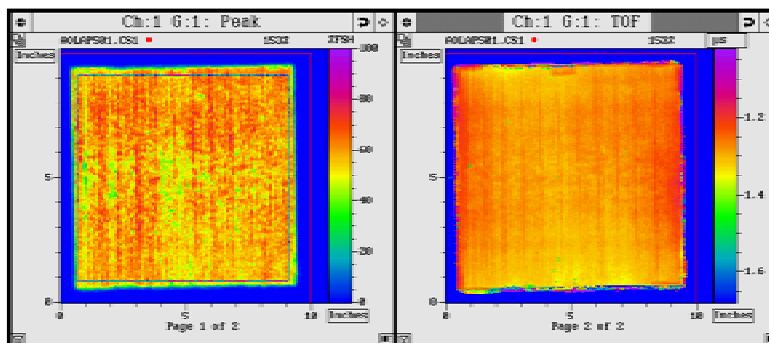 Ch:1 G:1: Peak
Inches
AOLAPS01.CS1
1532
%FSH
100
80
60
40
20
0
5
0
0
5
10
Page 1 of 2
Inches
Ch:1 G:1: TOF
Inches
AOLAPS01.CS1
1532
µs
-1.2
-1.4
-1.6
5
0
0
5
10
Page 2 of 2
Inches